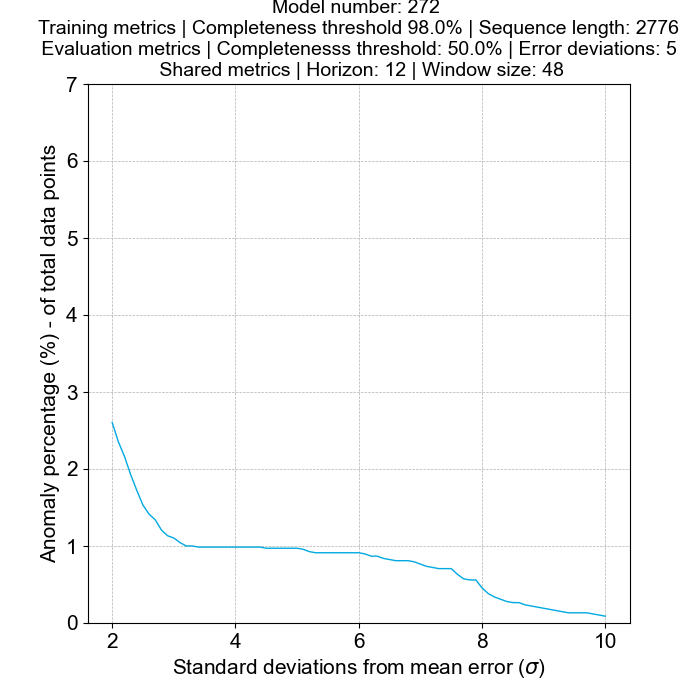 Model number: 272
Training metrics | Completeness threshold 98.0% | Sequence length: 2776
Evaluation metrics | Completenesss threshold: 50.0% | Error deviations: 5
Shared metrics | Horizon: 12 | Window size: 48
7
6
5
4
3
2
1
0
Anomaly percentage (%) - of total data points
2 4 6 8 10
Standard deviations from mean error (σ)